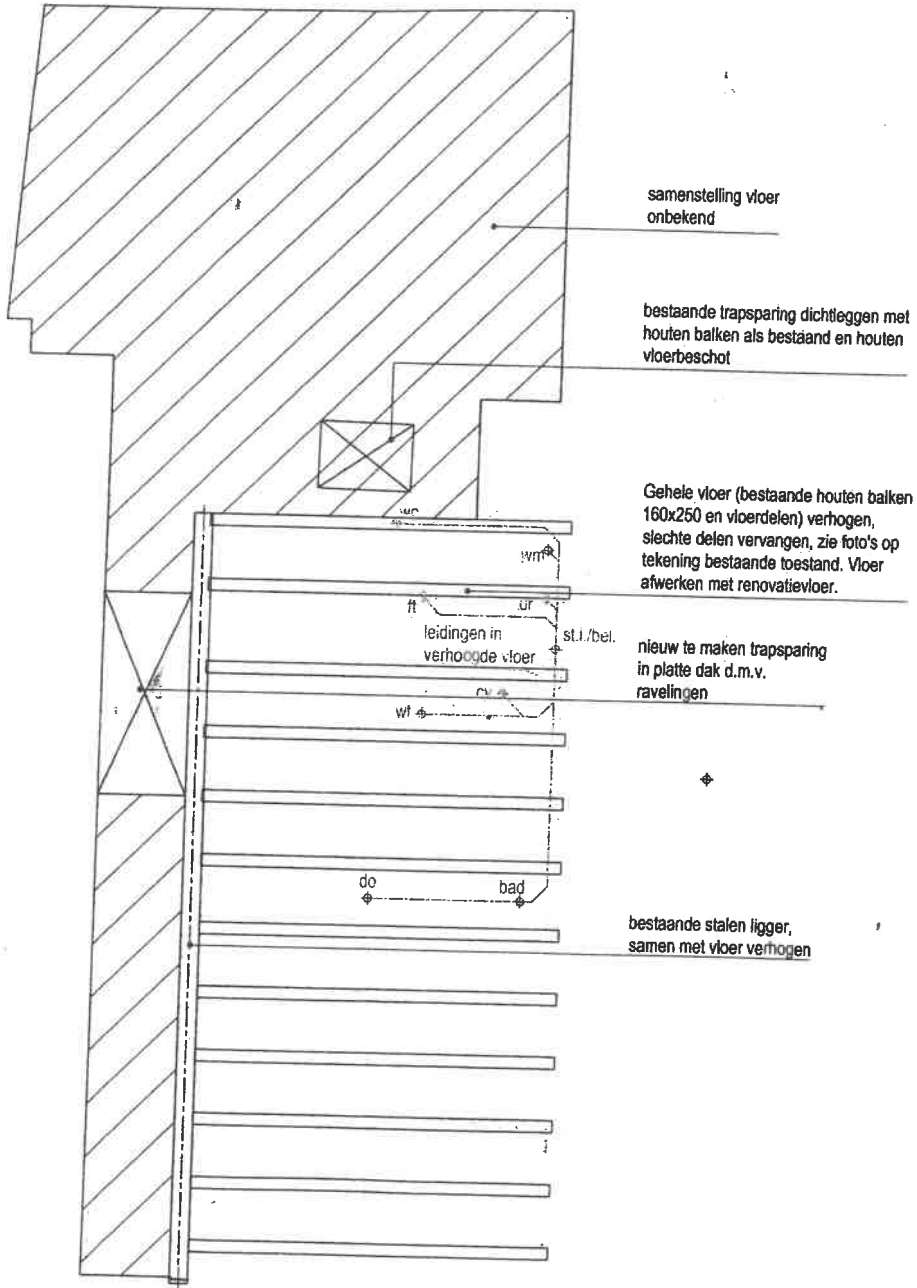 samenstelling vloer
onbekend
bestaande trapsparing dichtleggen met
houten balken als bestaand en houten
vloerbeschot
Gehele vloer (bestaande houten balken
160x250 en vloerdelen) verhogen,
slechte delen vervangen, zie foto's op
tekening bestaande toestand. Vloer
afwerken met renovatievloer.
wm
ft
ur
leidingen in
verhoogde vloer
st.i./bel.
nieuw te maken trapsparing
in platte dak d.m.v.
ravelingen
cv
wt
do
bad
bestaande stalen ligger,
samen met vloer verhogen